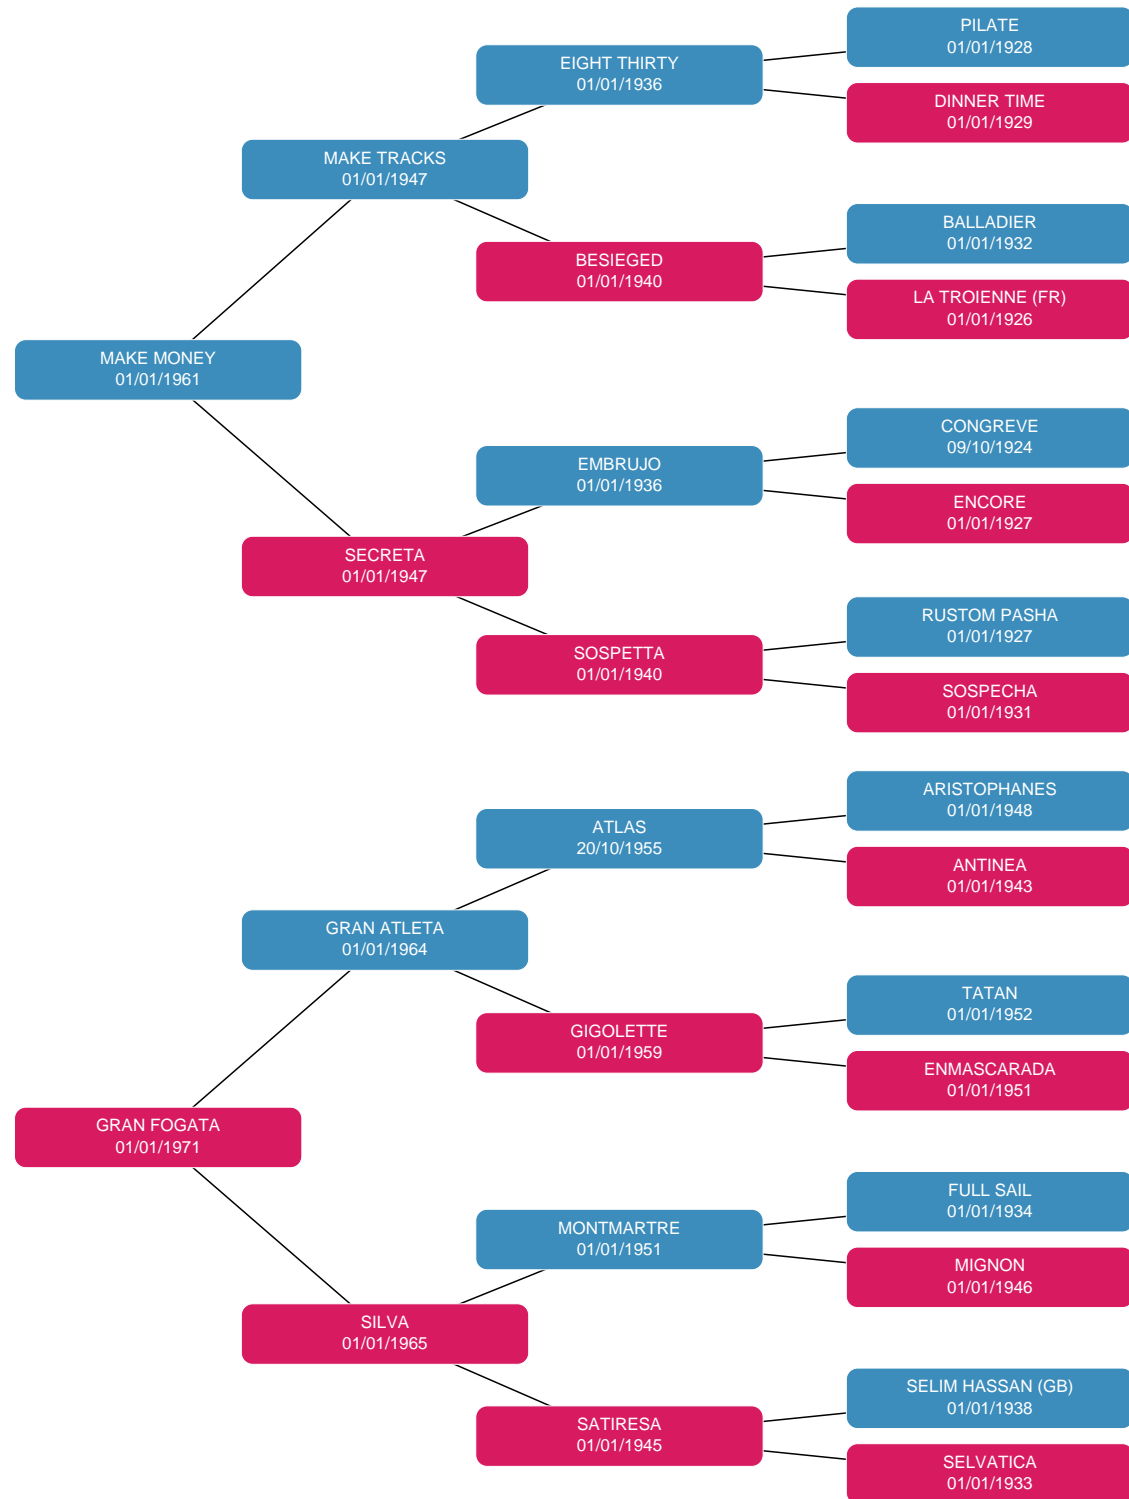 PILATE
01/01/1928
EIGHT THIRTY
01/01/1936
DINNER TIME
01/01/1929
MAKE TRACKS
01/01/1947
BALLADIER
01/01/1932
BESIEGED
01/01/1940
LA TROIENNE (FR)
01/01/1926
MAKE MONEY
01/01/1961
CONGREVE
09/10/1924
EMBRUJO
01/01/1936
ENCORE
01/01/1927
SECRETA
01/01/1947
RUSTOM PASHA
01/01/1927
SOSPETTA
01/01/1940
SOSPECHA
01/01/1931
ARISTOPHANES
01/01/1948
ATLAS
20/10/1955
ANTINEA
01/01/1943
GRAN ATLETA
01/01/1964
TATAN
01/01/1952
GIGOLETTE
01/01/1959
ENMASCARADA
01/01/1951
GRAN FOGATA
01/01/1971
FULL SAIL
01/01/1934
MONTMARTRE
01/01/1951
MIGNON
01/01/1946
SILVA
01/01/1965
SELIM HASSAN (GB)
01/01/1938
SATIRESA
01/01/1945
SELVATICA
01/01/1933